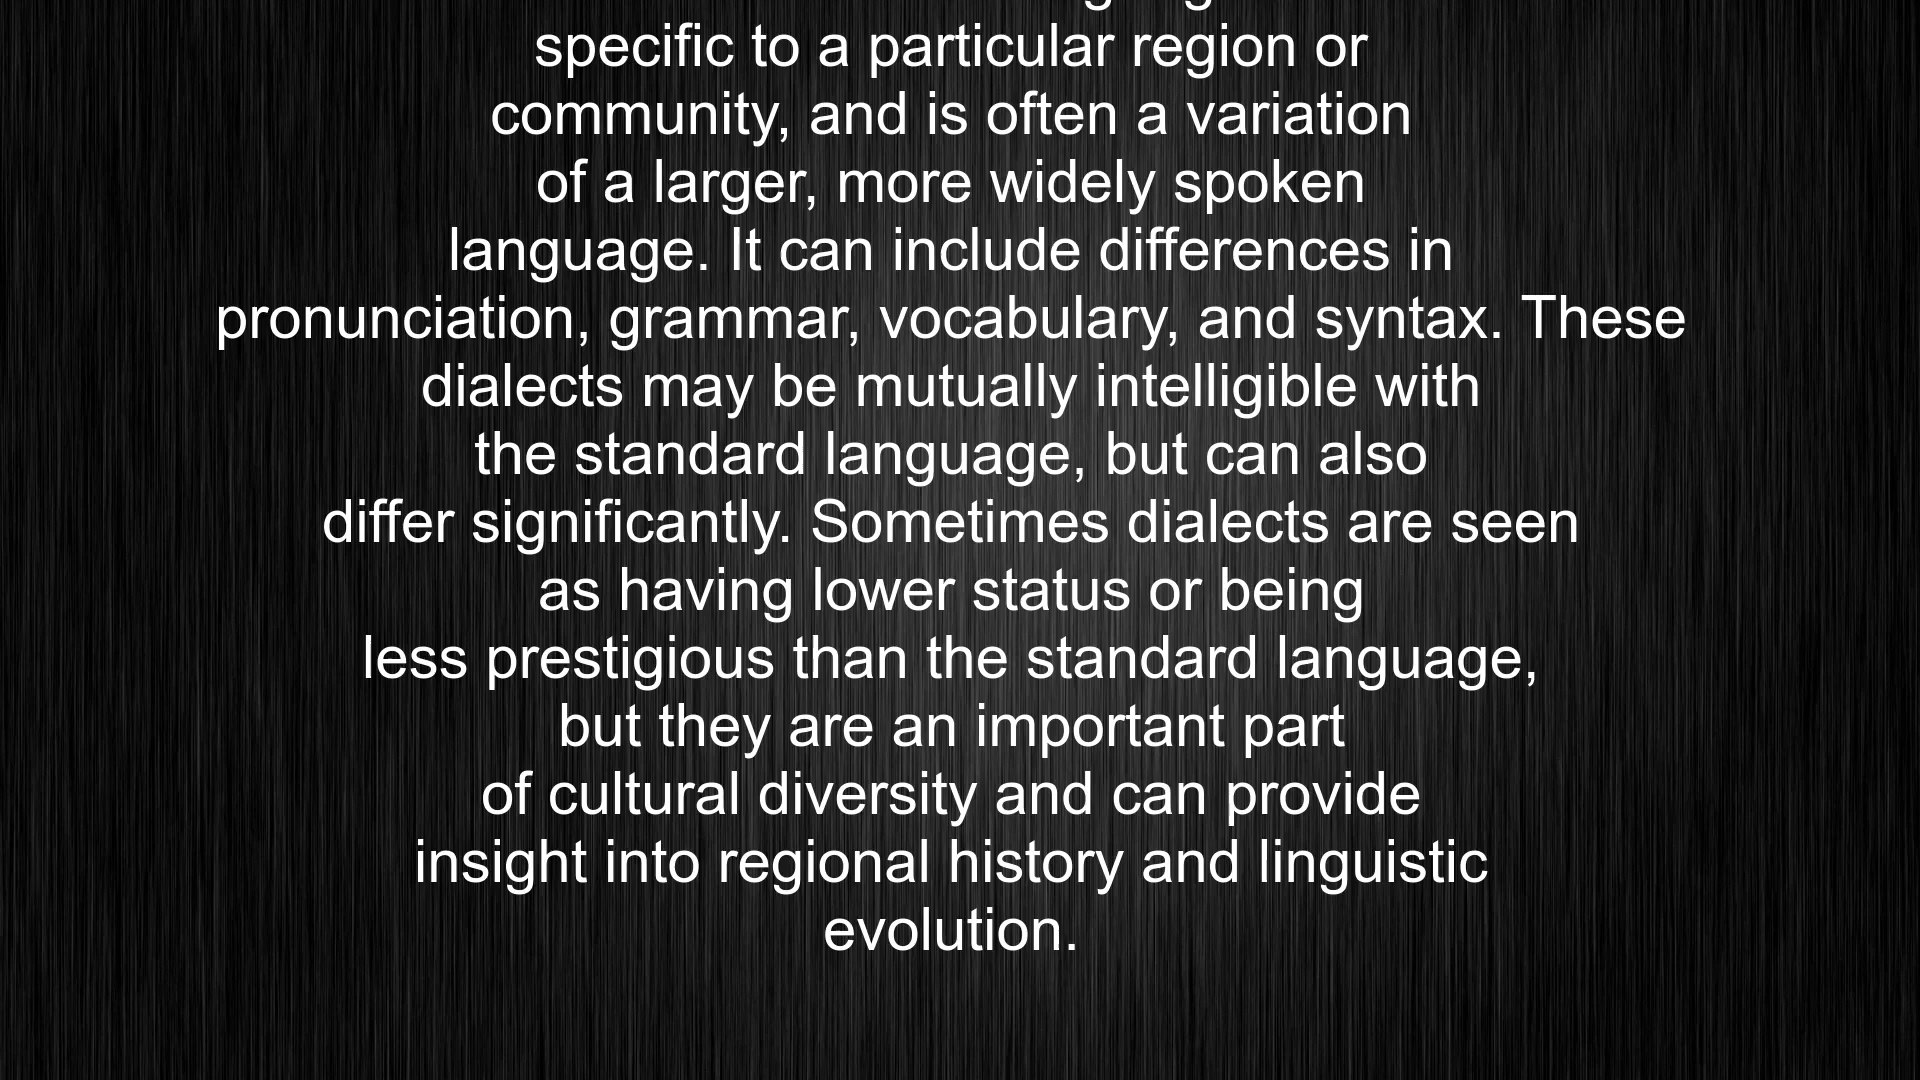 specific to a particular region or
community, and is often a variation
of a larger, more widely spoken
language. It can include differences in
pronunciation, grammar, vocabulary, and syntax. These
dialects may be mutually intelligible with
the standard language, but can also
differ significantly. Sometimes dialects are seen
as having lower status or being
less prestigious than the standard language,
but they are an important part
of cultural diversity and can provide
insight into regional history and linguistic
evolution.